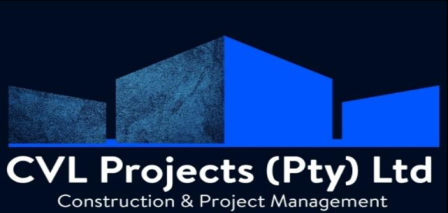 CVL Projects (Pty) Ltd
Construction & Project Management